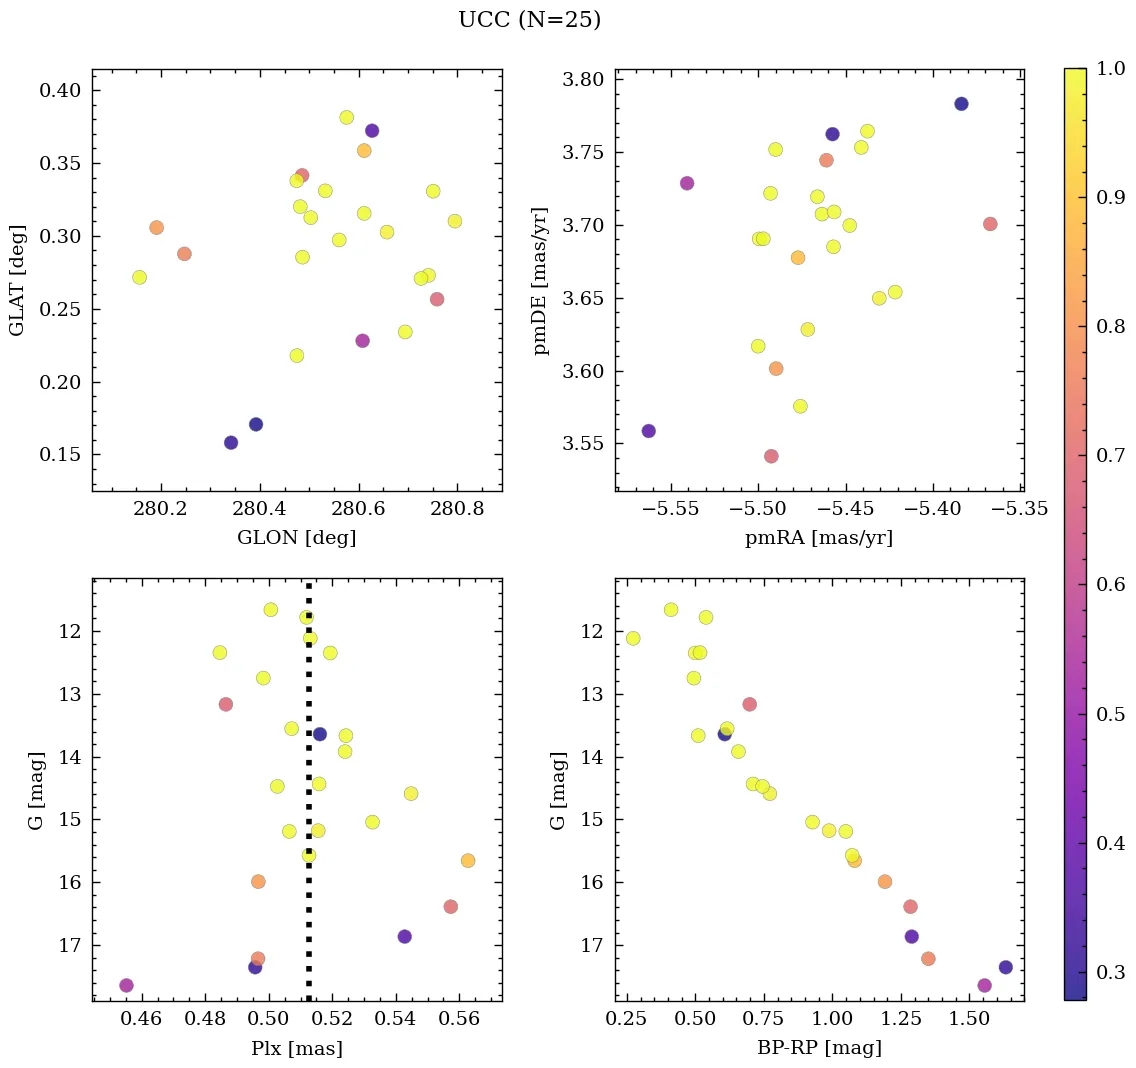 UCC (N=25)
0.40
0.35
0.30
0.25
0.20
0.15
GLAT [deg]
280.2 280.4 280.6 280.8
GLON [deg]
3.80
3.75
3.70
3.65
3.60
3.55
pmDE [mas/yr]
−5.55 −5.50 −5.45 −5.40 −5.35
pmRA [mas/yr]
12
13
14
15
16
17
G [mag]
0.46 0.48 0.50 0.52 0.54 0.56
Plx [mas]
12
13
14
15
16
17
G [mag]
0.25 0.50 0.75 1.00 1.25 1.50
BP-RP [mag]
1.0
0.9
0.8
0.7
0.6
0.5
0.4
0.3